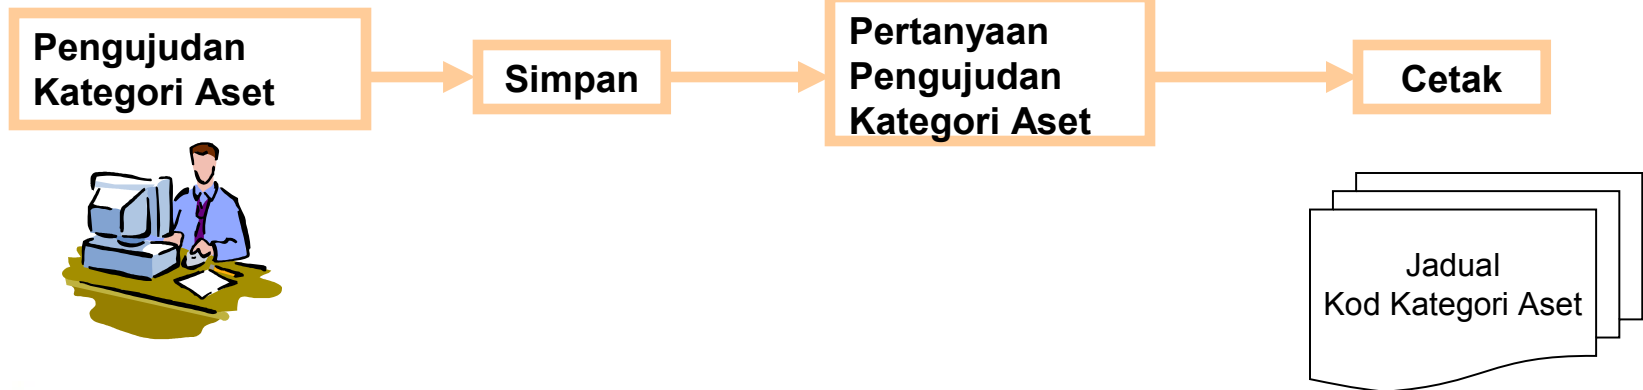 Pengujudan
Kategori Aset
Simpan
Pertanyaan
Pengujudan
Kategori Aset
Cetak
Jadual
Kod Kategori Aset